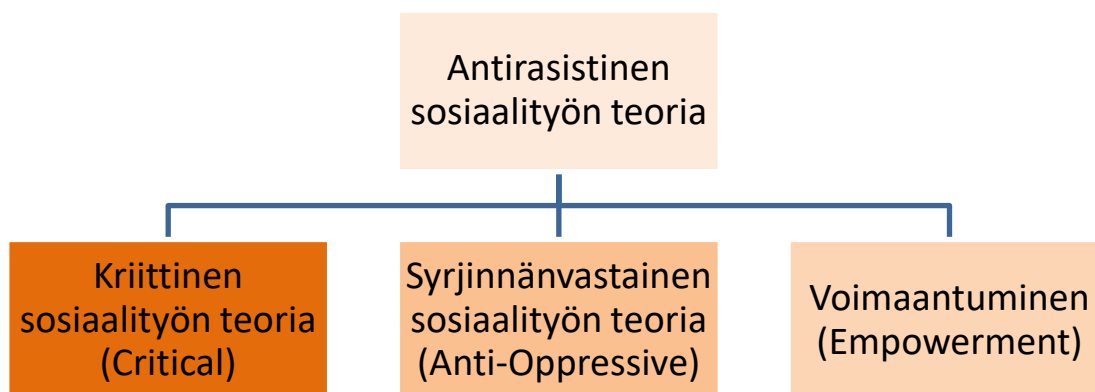 Antirasistinen
sosiaalityön teoria
Kriittinen
sosiaalityön teoria
(Critical)
Syrjinnänvastainen
sosiaalityön teoria
(Anti-Oppressive)
Voimaantuminen
(Empowerment)